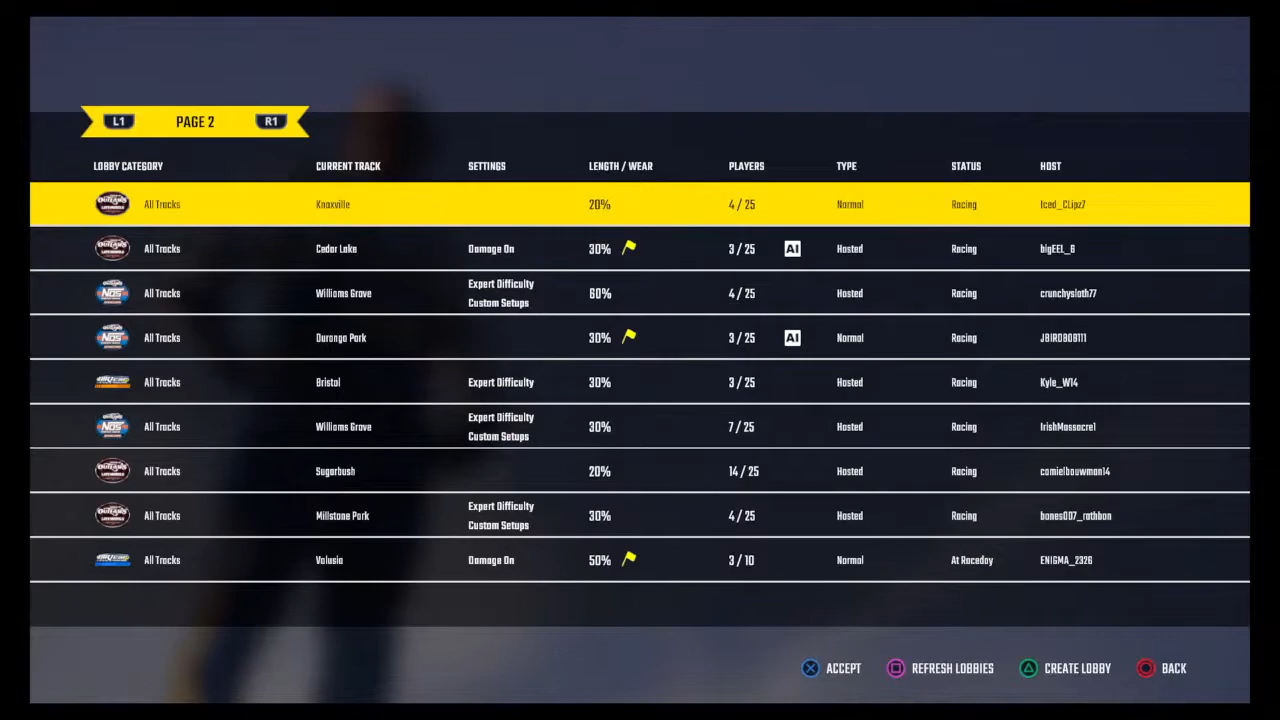 L1 PAGE 2 R1
LOBBY CATEGORY CURRENT TRACK SETTINGS LENGTH / WEAR PLAYERS TYPE STATUS HOST
All Tracks Knoxville 20% 4 / 25 Normal Racing Iced_CLipz7
All Tracks Cedar Lake Damage On 30% 3 / 25 AI Hosted Racing bigEEL_6
All Tracks Williams Grove Expert Difficulty Custom Setups 60% 4 / 25 Hosted Racing crunchysloth77
All Tracks Durango Park 30% 3 / 25 AI Normal Racing JBIRDBOB111
All Tracks Bristol Expert Difficulty 30% 3 / 25 Hosted Racing Kyle_W14
All Tracks Williams Grove Expert Difficulty Custom Setups 30% 7 / 25 Hosted Racing IrishMassacre1
All Tracks Sugarbush 20% 14 / 25 Hosted Racing camielbouwman14
All Tracks Millstone Park Expert Difficulty Custom Setups 30% 4 / 25 Hosted Racing bones007_rathbon
All Tracks Volusia Damage On 50% 3 / 10 Normal At Raceday ENIGMA_2326
ACCEPT REFRESH LOBBIES CREATE LOBBY BACK